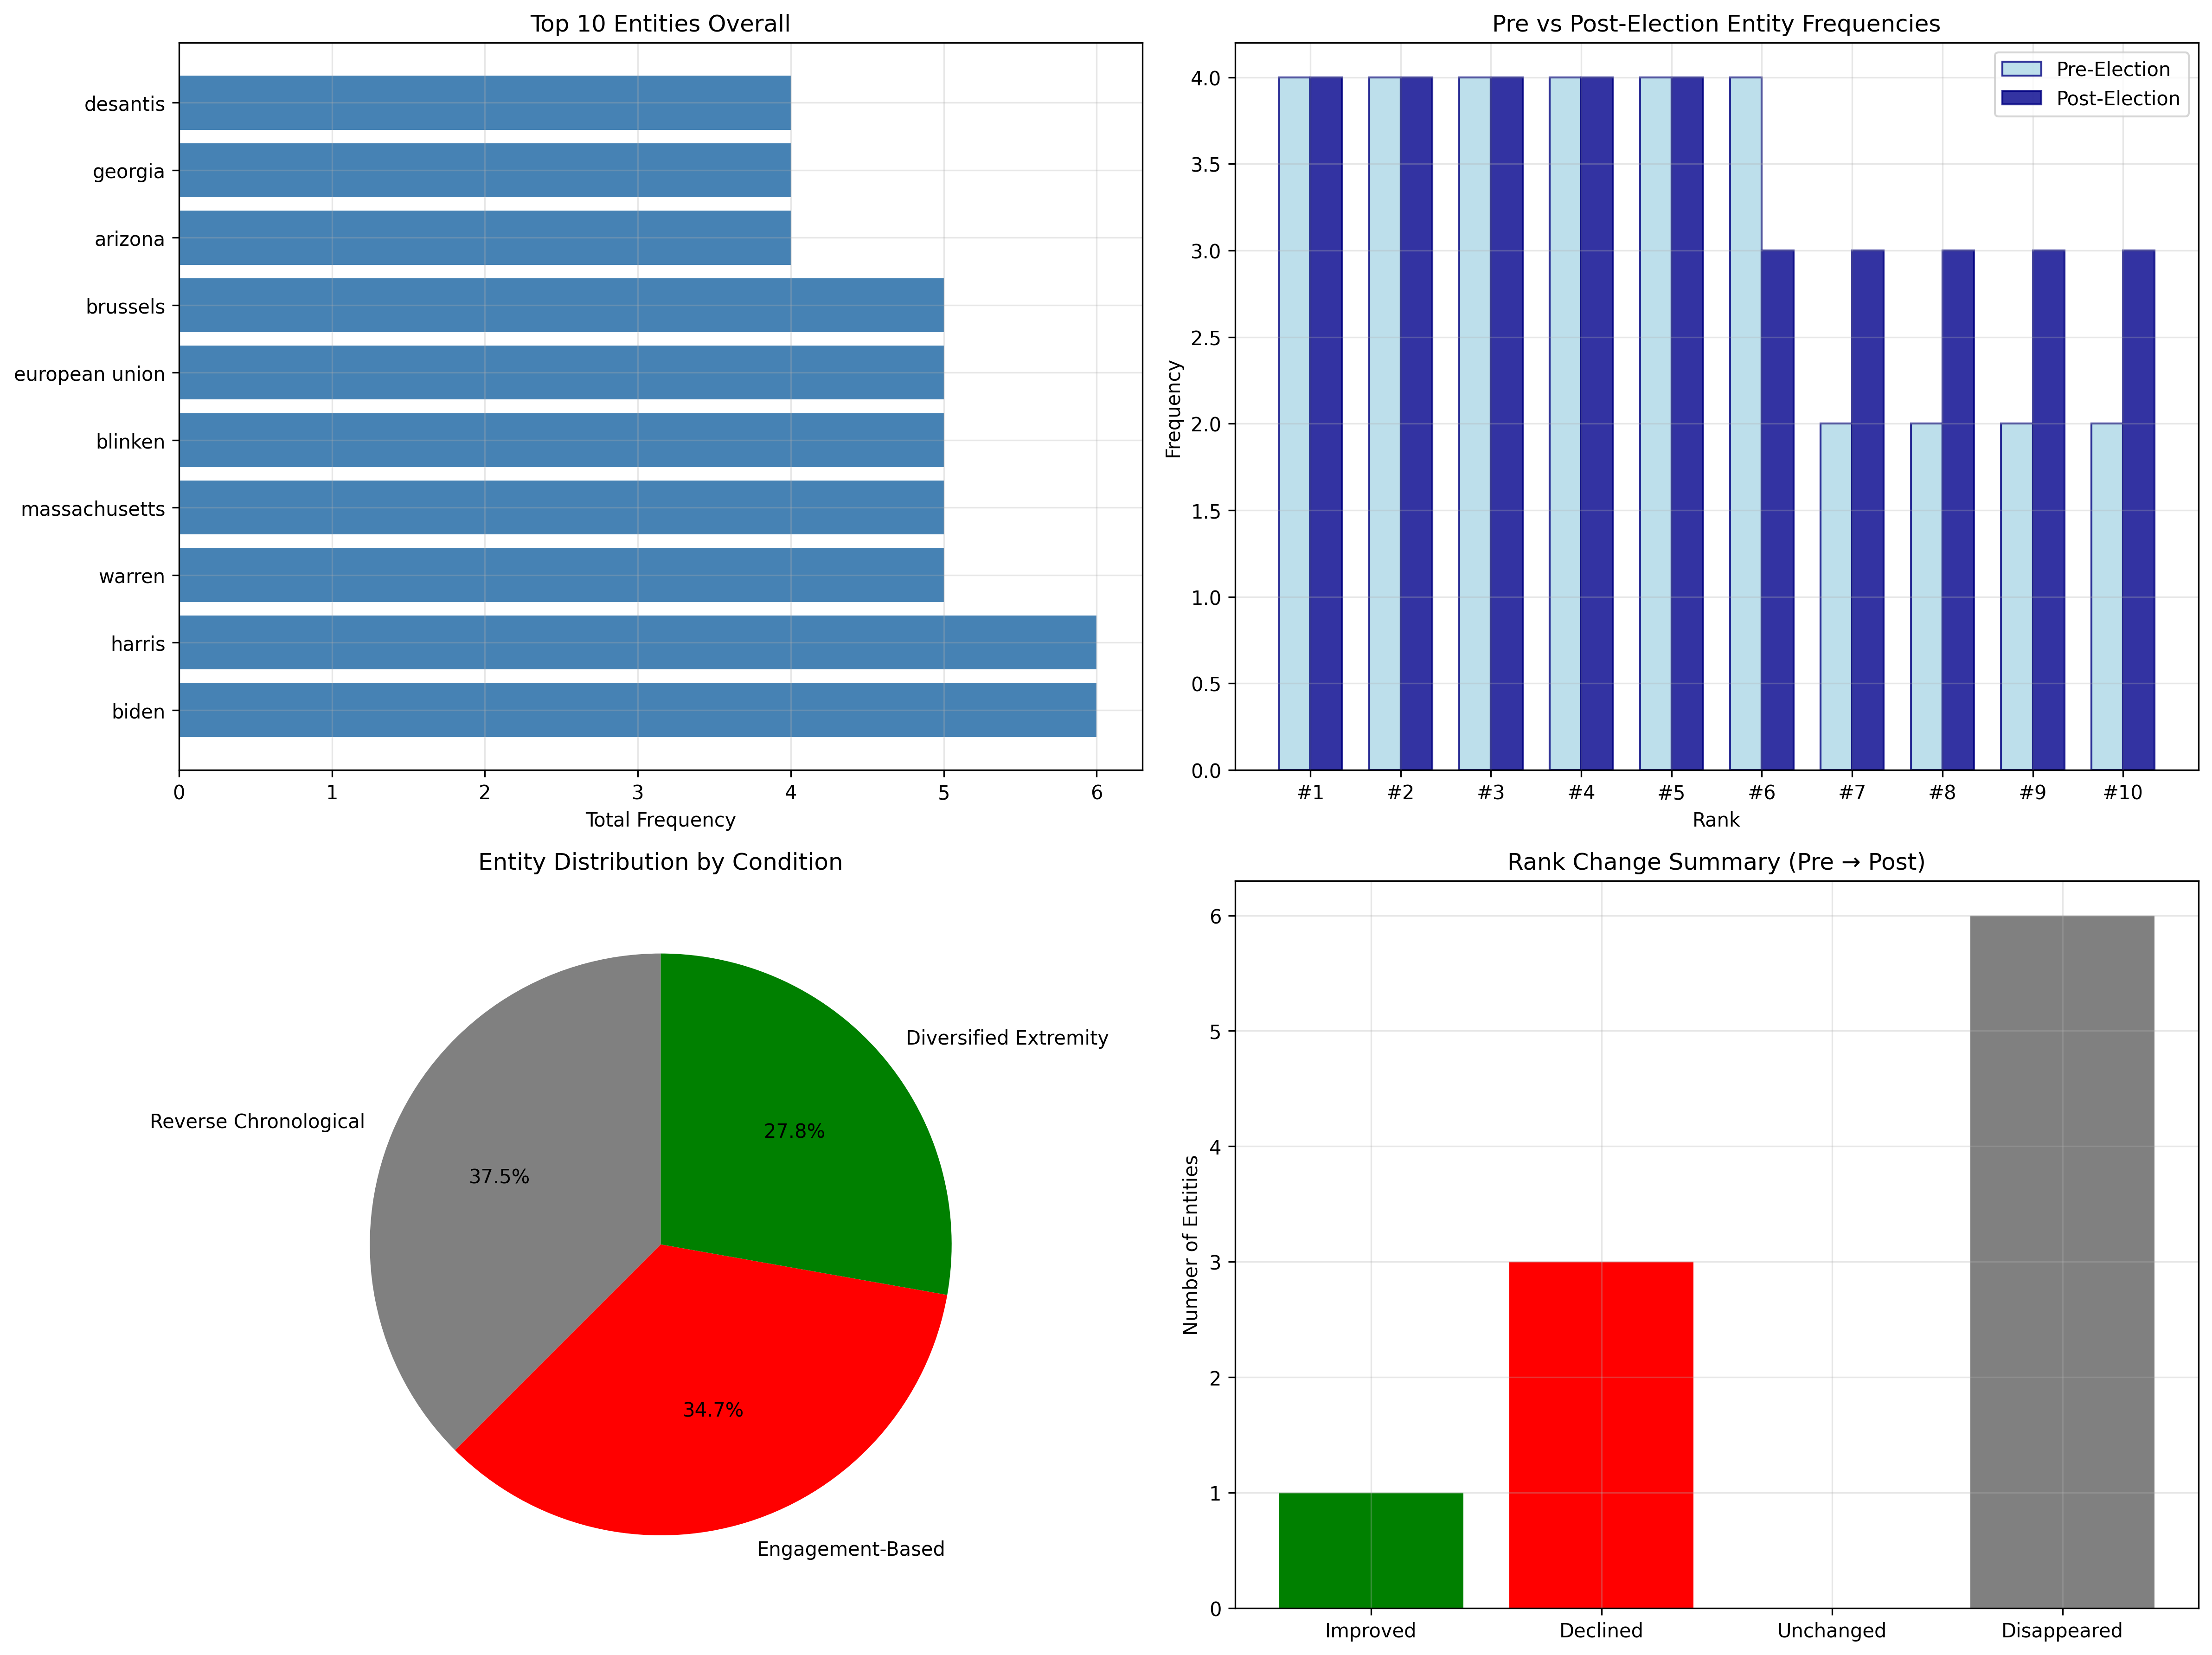 Top 10 Entities Overall
desantis
georgia
arizona
brussels
european union
blinken
massachusetts
warren
harris
biden
0 1 2 3 4 5 6
Total Frequency
Pre vs Post-Election Entity Frequencies
Pre-Election
Post-Election
Frequency
4.0
3.5
3.0
2.5
2.0
1.5
1.0
0.5
0.0
#1 #2 #3 #4 #5 #6 #7 #8 #9 #10
Rank
Entity Distribution by Condition
Diversified Extremity
27.8%
Reverse Chronological
37.5%
34.7%
Engagement-Based
Rank Change Summary (Pre → Post)
Number of Entities
6
5
4
3
2
1
0
Improved Declined Unchanged Disappeared